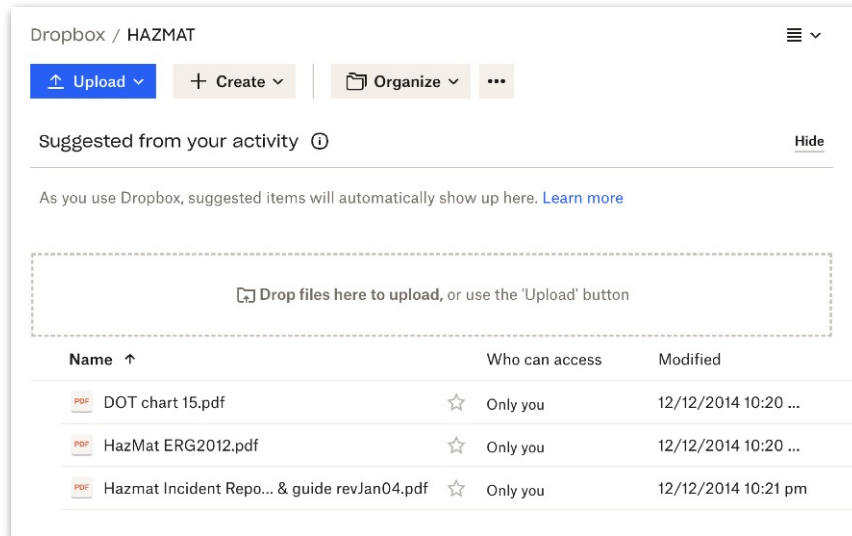 Dropbox / HAZMAT
Upload
Create
Organize
Suggested from your activity
Hide
As you use Dropbox, suggested items will automatically show up here. Learn more
Drop files here to upload, or use the 'Upload' button
Name Who can access Modified
PDF DOT chart 15.pdf Only you 12/12/2014 10:20 ...
PDF HazMat ERG2012.pdf Only you 12/12/2014 10:20 ...
PDF Hazmat Incident Repo... & guide revJan04.pdf Only you 12/12/2014 10:21 pm